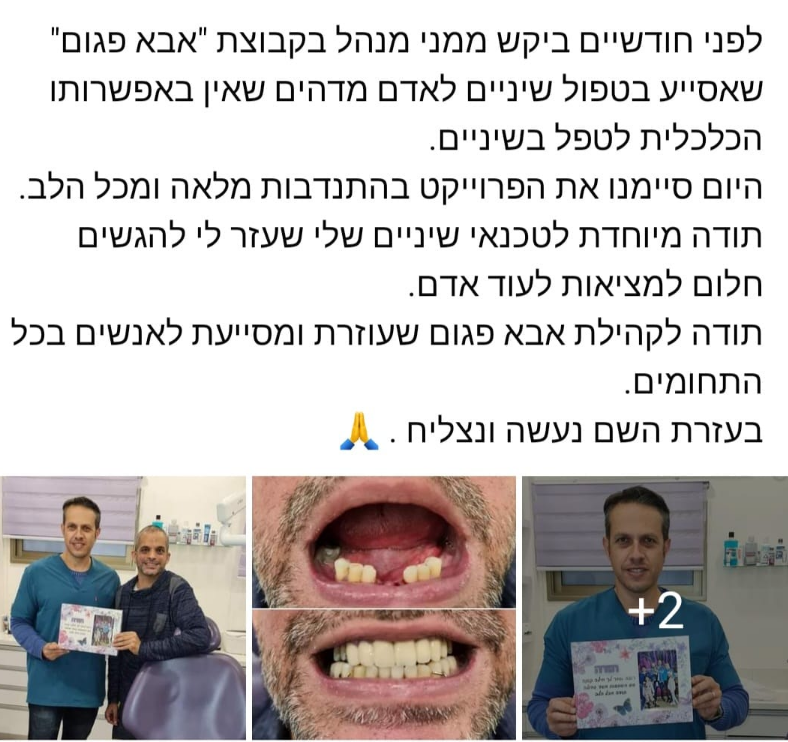 לפני חודשיים ביקש ממני מנהל בקבוצת "אבא פגום"
שאסייע בטפול שיניים לאדם מדהים שאין באפשרותו
הכלכלית לטפל בשיניים.
היום סיימנו את הפרוייקט בהתנדבות מלאה ומכל הלב.
תודה מיוחדת לטכנאי שיניים שלי שעזר לי להגשים
חלום למציאות לעוד אדם.
תודה לקהילת אבא פגום שעוזרת ומסייעת לאנשים בכל
התחומים.
בעזרת השם נעשה ונצליח . 🙏
+2